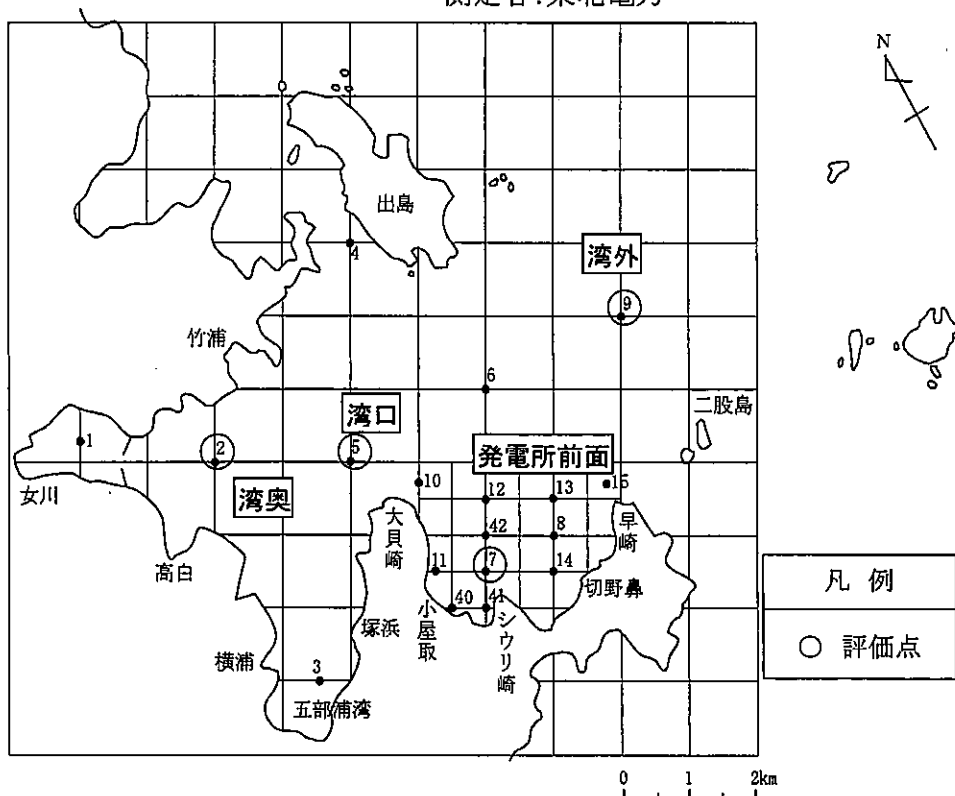 測定者:東北電力
N
出島
4
湾外
9
竹浦
6
二股島
湾口
1
2
5
発電所前面
10
12
13
15
女川
湾奥
大貝崎
42
8
早崎
高白
11
7
14
切野鼻
凡 例
40
41
小屋取
シウリ崎
塚浜
○ 評価点
横浦
3
五部浦湾
0 1 2km